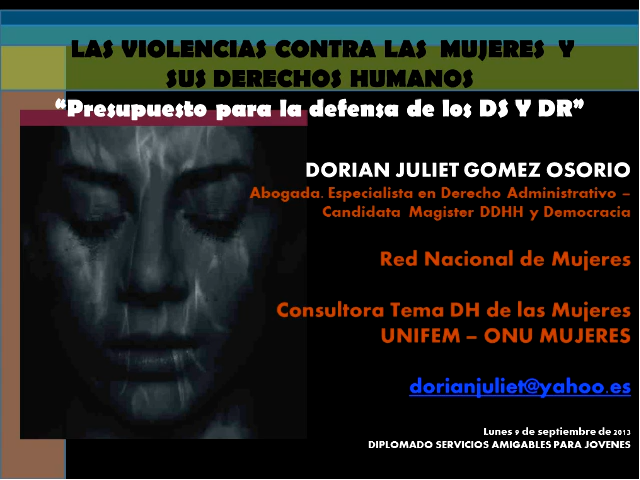 LAS VIOLENCIAS CONTRA LAS MUJERES Y
SUS DERECHOS HUMANOS
“Presupuesto para la defensa de los DS Y DR”
DORIAN JULIET GOMEZ OSORIO
Abogada. Especialista en Derecho Administrativo –
Candidata Magister DDHH y Democracia
Red Nacional de Mujeres
Consultora Tema DH de las Mujeres
UNIFEM – ONU MUJERES
dorianjuliet@yahoo.es
Lunes 9 de septiembre de 2013
DIPLOMADO SERVICIOS AMIGABLES PARA JOVENES